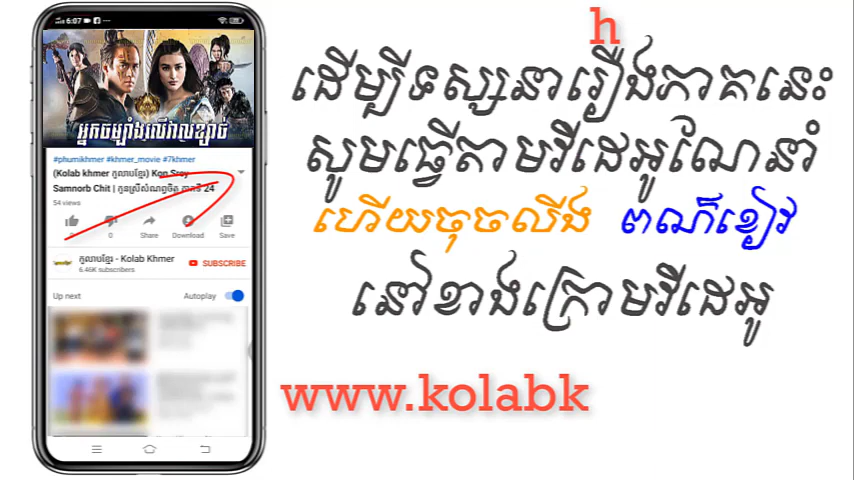 6:07
អ្នកចម្បាំងលើវាលខ្សាច់
#phumikhmer #khmer_movie #7khmer
(Kolab khmer កូលាបខ្មែរ) Kon Srey
Samnorb Chit | កូនស្រីសំណព្វចិត្ត ភាគទី 24
54 views
0
Share
Download
Save
កូលាបខ្មែរ - Kolab Khmer
6.46K subscribers
SUBSCRIBE
Up next
Autoplay
h
ដើម្បីទស្សនារឿងភាគនេះ
សូមធ្វើតាមវីដេអូណែនាំ
ហើយចុចលីង ពណ៌ខៀវ
នៅខាងក្រោមវីដេអូ
www.kolabk